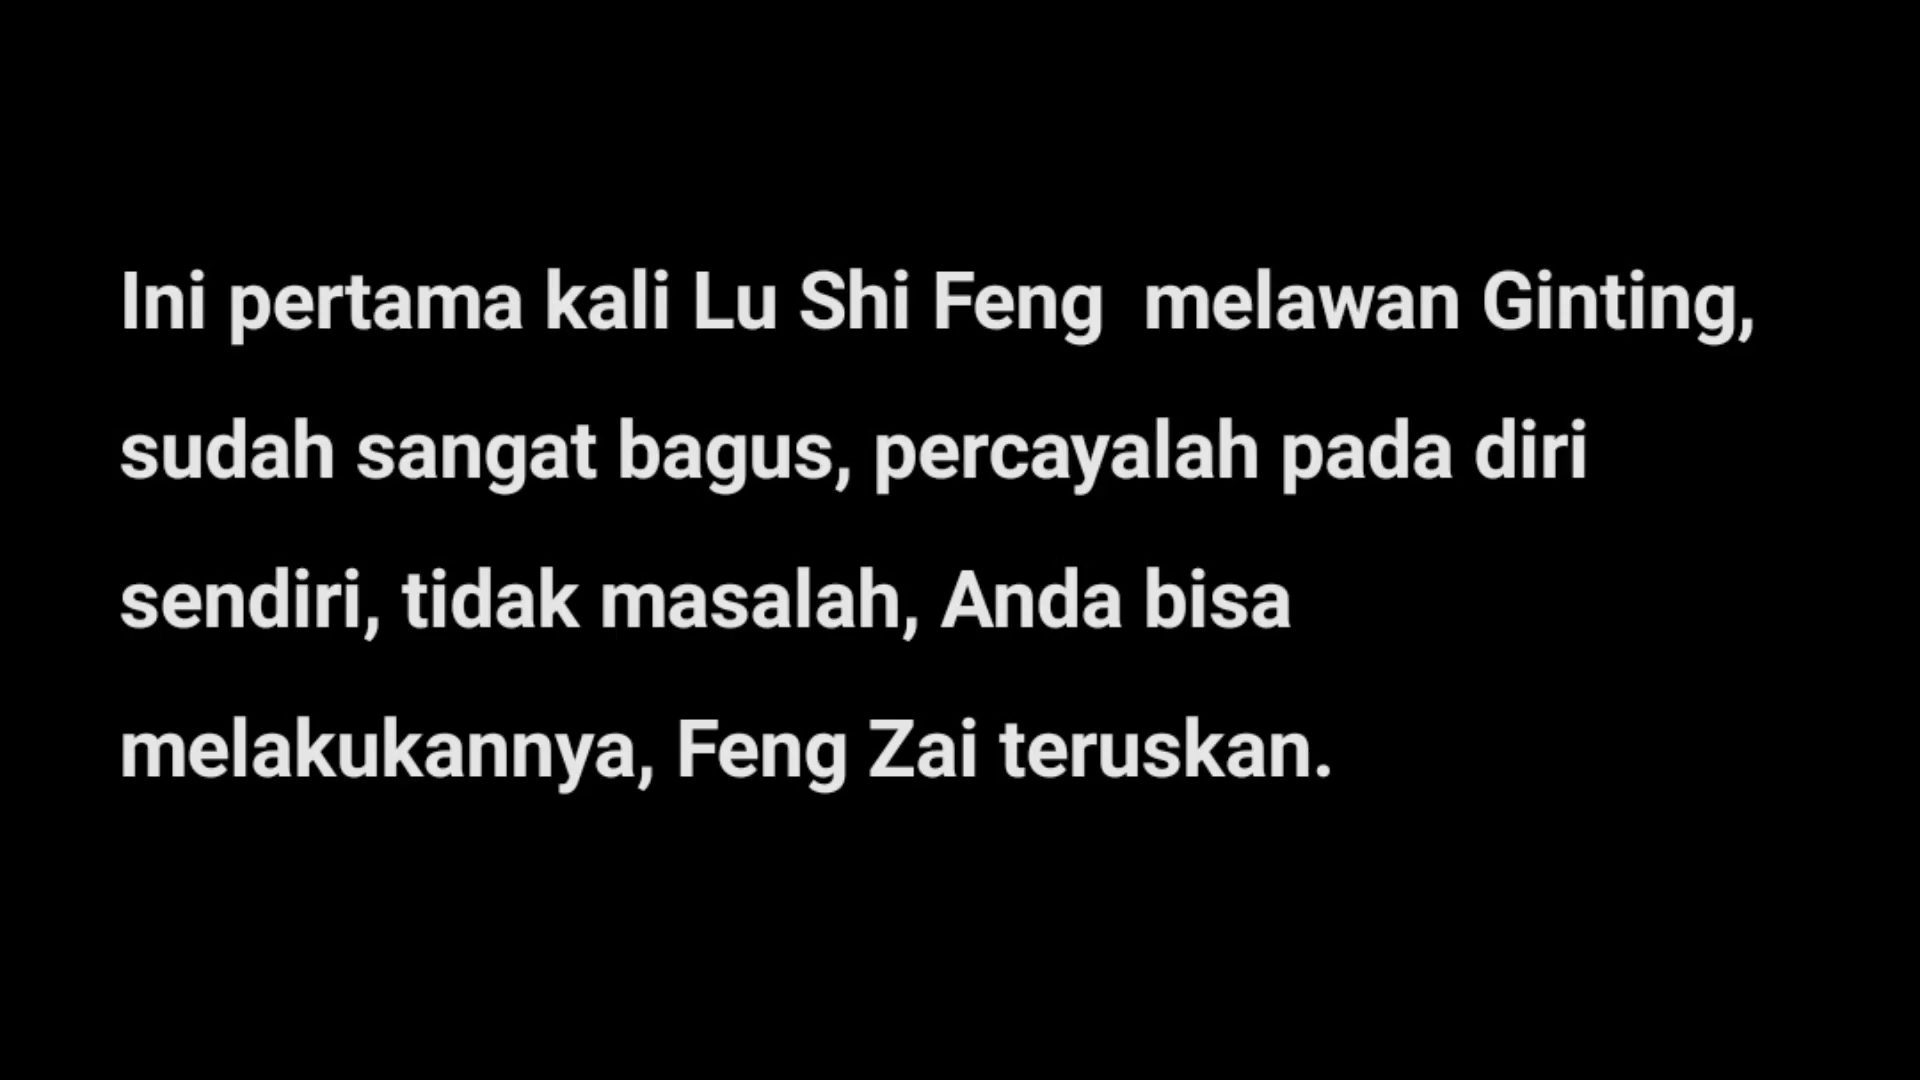 Ini pertama kali Lu Shi Feng  melawan Ginting,
sudah sangat bagus, percayalah pada diri
sendiri, tidak masalah, Anda bisa
melakukannya, Feng Zai teruskan.